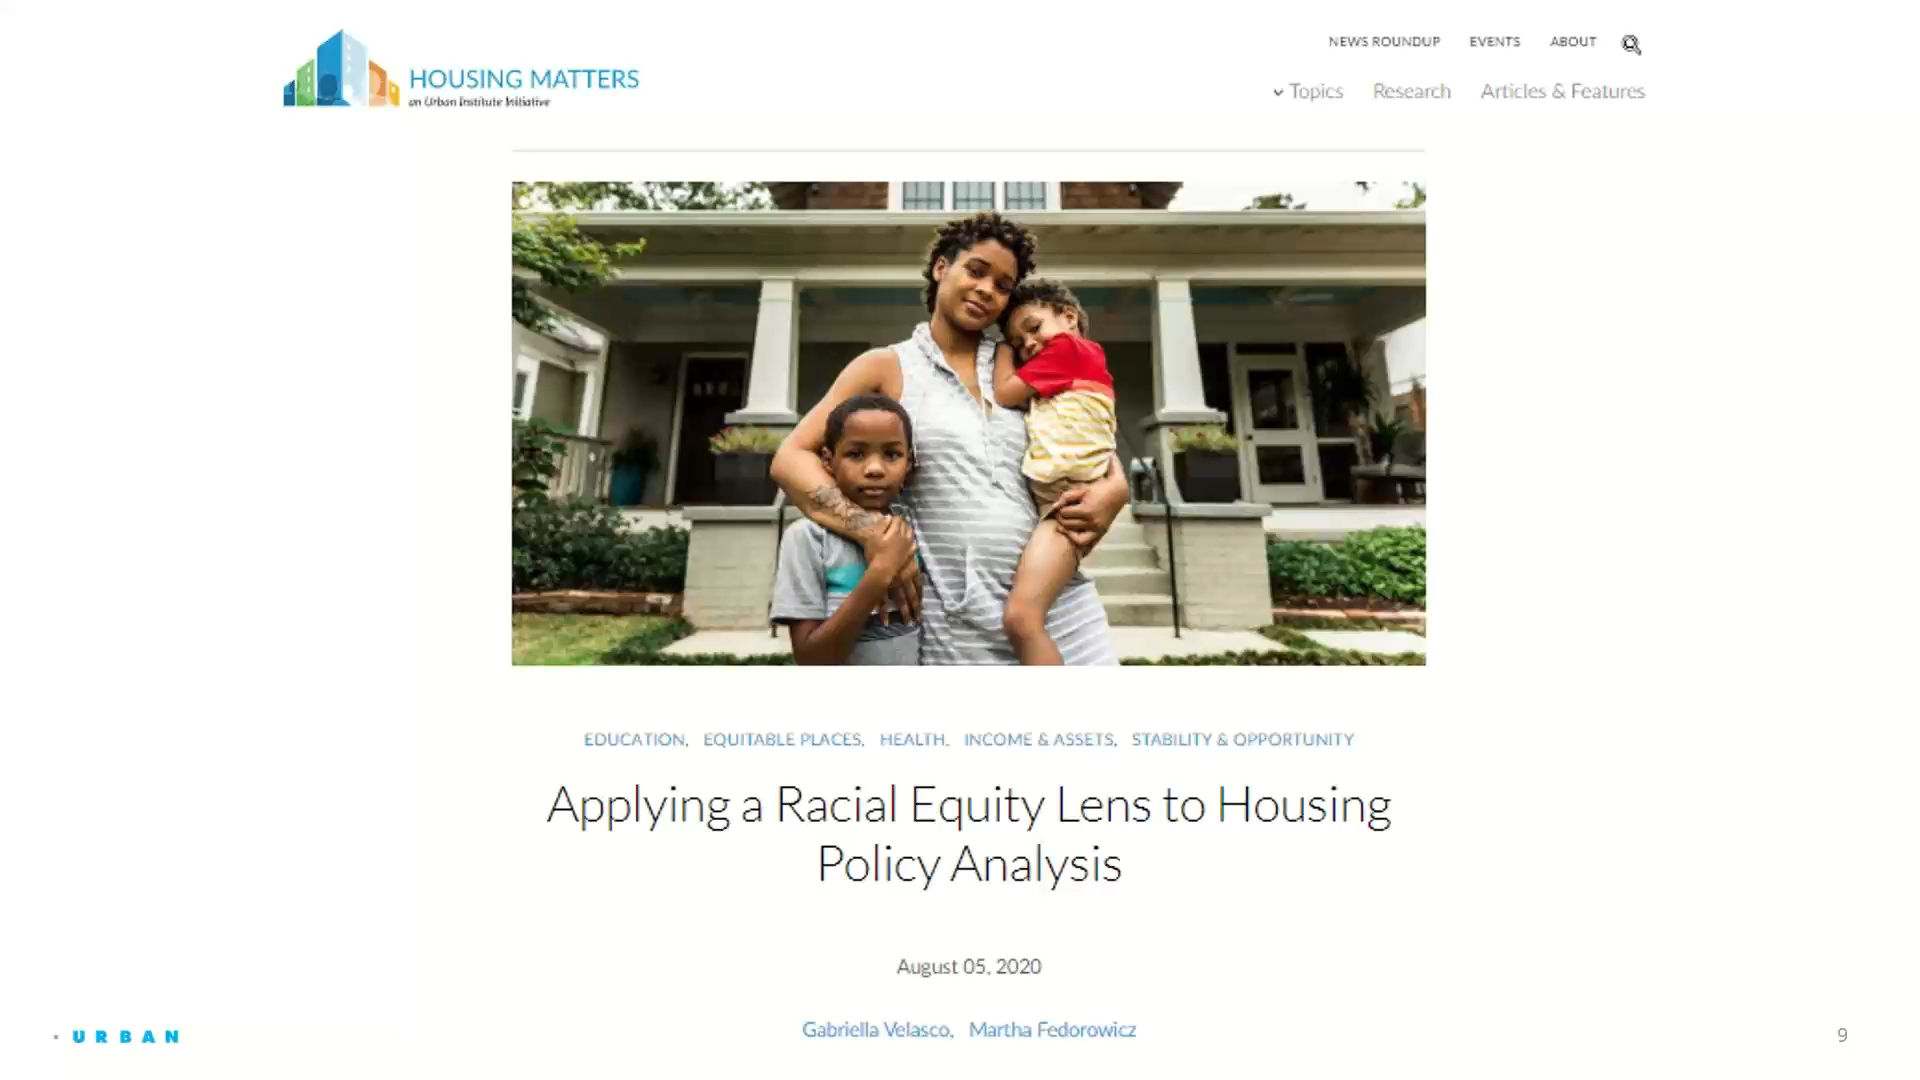 HOUSING MATTERS
an Urban Institute Initiative
NEWS ROUNDUP EVENTS ABOUT
Topics Research Articles & Features
EDUCATION, EQUITABLE PLACES, HEALTH, INCOME & ASSETS, STABILITY & OPPORTUNITY
Applying a Racial Equity Lens to Housing
Policy Analysis
August 05, 2020
Gabriella Velasco, Martha Fedorowicz
• URBAN
9